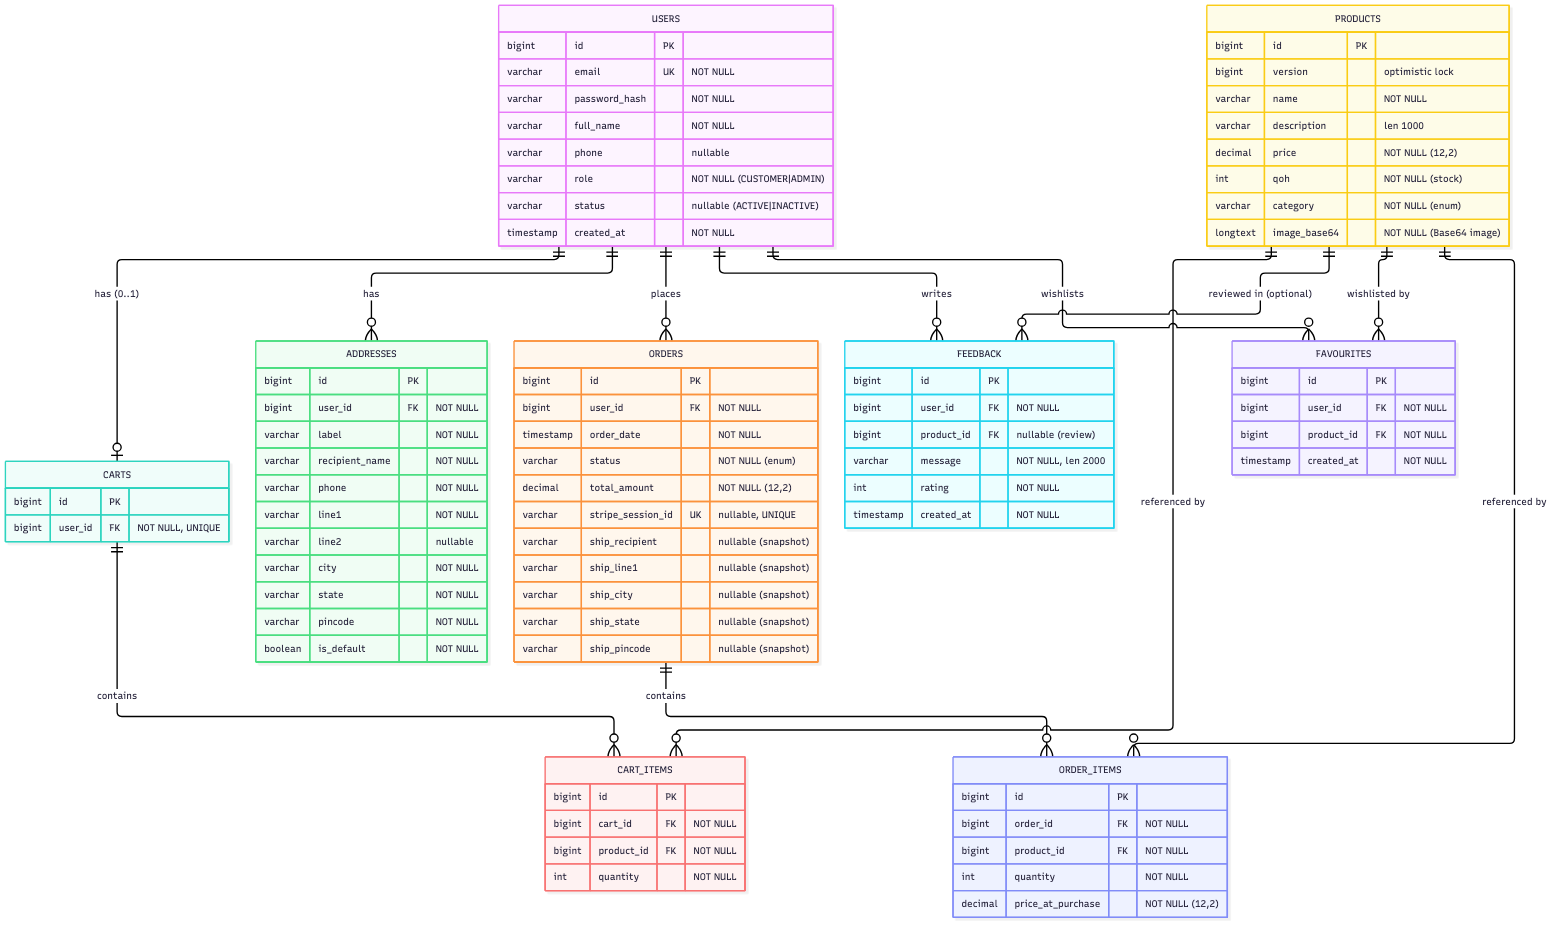 USERS
bigint id PK
varchar email UK NOT NULL
varchar password_hash NOT NULL
varchar full_name NOT NULL
varchar phone nullable
varchar role NOT NULL (CUSTOMER|ADMIN)
varchar status nullable (ACTIVE|INACTIVE)
timestamp created_at NOT NULL
PRODUCTS
bigint id PK
bigint version optimistic lock
varchar name NOT NULL
varchar description len 1000
decimal price NOT NULL (12,2)
int qoh NOT NULL (stock)
varchar category NOT NULL (enum)
longtext image_base64 NOT NULL (Base64 image)
has (0..1)
has
places
writes
wishlists
reviewed in (optional)
wishlisted by
ADDRESSES
bigint id PK
bigint user_id FK NOT NULL
varchar label NOT NULL
varchar recipient_name NOT NULL
varchar phone NOT NULL
varchar line1 NOT NULL
varchar line2 nullable
varchar city NOT NULL
varchar state NOT NULL
varchar pincode NOT NULL
boolean is_default NOT NULL
ORDERS
bigint id PK
bigint user_id FK NOT NULL
timestamp order_date NOT NULL
varchar status NOT NULL (enum)
decimal total_amount NOT NULL (12,2)
varchar stripe_session_id UK nullable, UNIQUE
varchar ship_recipient nullable (snapshot)
varchar ship_line1 nullable (snapshot)
varchar ship_city nullable (snapshot)
varchar ship_state nullable (snapshot)
varchar ship_pincode nullable (snapshot)
FEEDBACK
bigint id PK
bigint user_id FK NOT NULL
bigint product_id FK nullable (review)
varchar message NOT NULL, len 2000
int rating NOT NULL
timestamp created_at NOT NULL
FAVOURITES
bigint id PK
bigint user_id FK NOT NULL
bigint product_id FK NOT NULL
timestamp created_at NOT NULL
CARTS
bigint id PK
bigint user_id FK NOT NULL, UNIQUE
referenced by
referenced by
contains
contains
CART_ITEMS
bigint id PK
bigint cart_id FK NOT NULL
bigint product_id FK NOT NULL
int quantity NOT NULL
ORDER_ITEMS
bigint id PK
bigint order_id FK NOT NULL
bigint product_id FK NOT NULL
int quantity NOT NULL
decimal price_at_purchase NOT NULL (12,2)